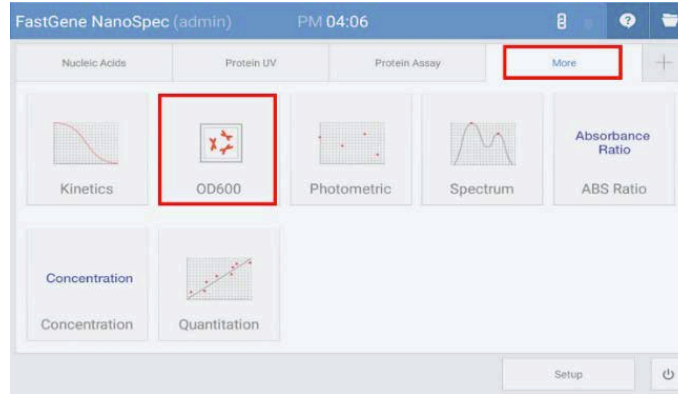 FastGene NanoSpec (admin) PM 04:06
Nucleic Acids Protein UV Protein Assay More
Absorbance
Ratio
Kinetics OD600 Photometric Spectrum ABS Ratio
Concentration
Concentration Quantitation
Setup